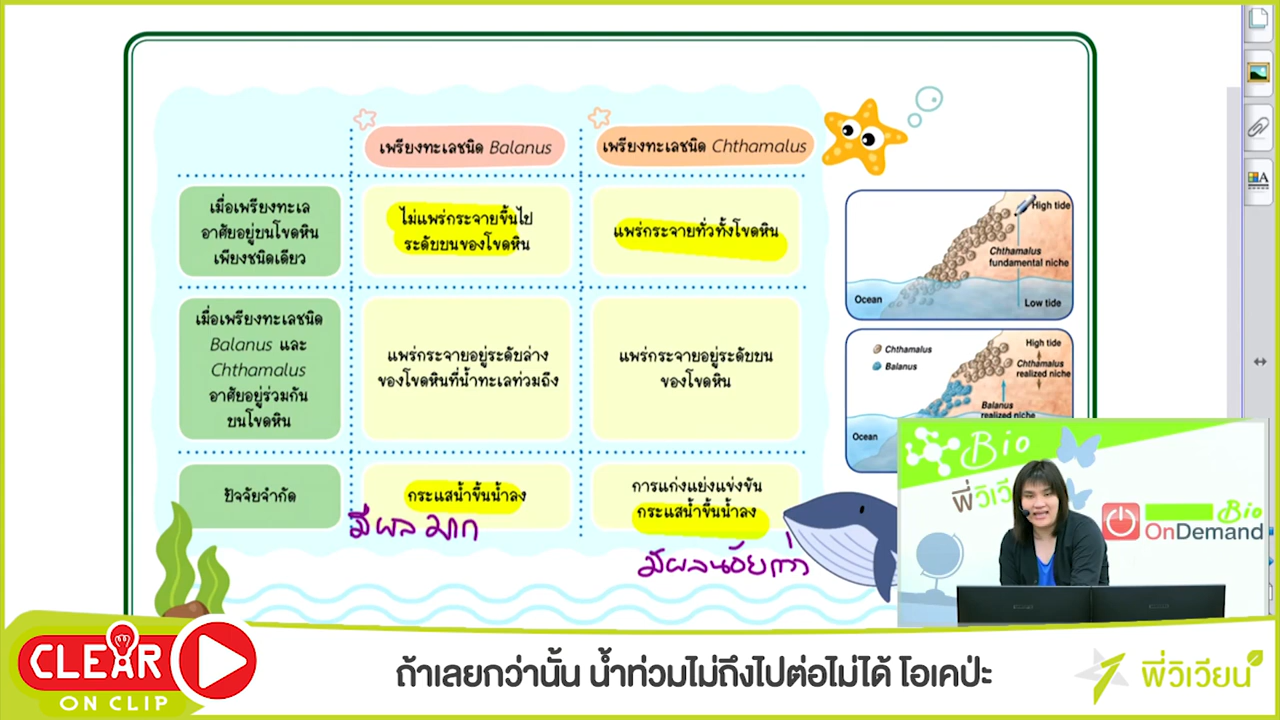 เพรียงทะเลชนิด Balanus
เพรียงทะเลชนิด Chthamalus
เมื่อเพรียงทะเล
อาศัยอยู่บนโขดหิน
เพียงชนิดเดียว
ไม่แพร่กระจายขึ้นไป
ระดับบนของโขดหิน
แพร่กระจายทั่วทั้งโขดหิน
เมื่อเพรียงทะเลชนิด
Balanus และ
Chthamalus
อาศัยอยู่ร่วมกัน
บนโขดหิน
แพร่กระจายอยู่ระดับล่าง
ของโขดหินที่น้ำทะเลท่วมถึง
แพร่กระจายอยู่ระดับบน
ของโขดหิน
ปัจจัยจำกัด
กระแสน้ำขึ้นน้ำลง
การแก่งแย่งแข่งขัน
กระแสน้ำขึ้นน้ำลง
มีผลมาก
มีผลน้อยกว่า
High tide
Chthamalus
fundamental niche
Ocean
Low tide
Chthamalus
Balanus
High tide
Chthamalus
realized niche
Balanus
realized niche
Ocean
Bio
พี่วิเวี
Bio
OnDemand
CLEAR
ON CLIP
ถ้าเลยกว่านั้น น้ำท่วมไม่ถึงไปต่อไม่ได้ โอเคป่ะ
พี่วิเวียน